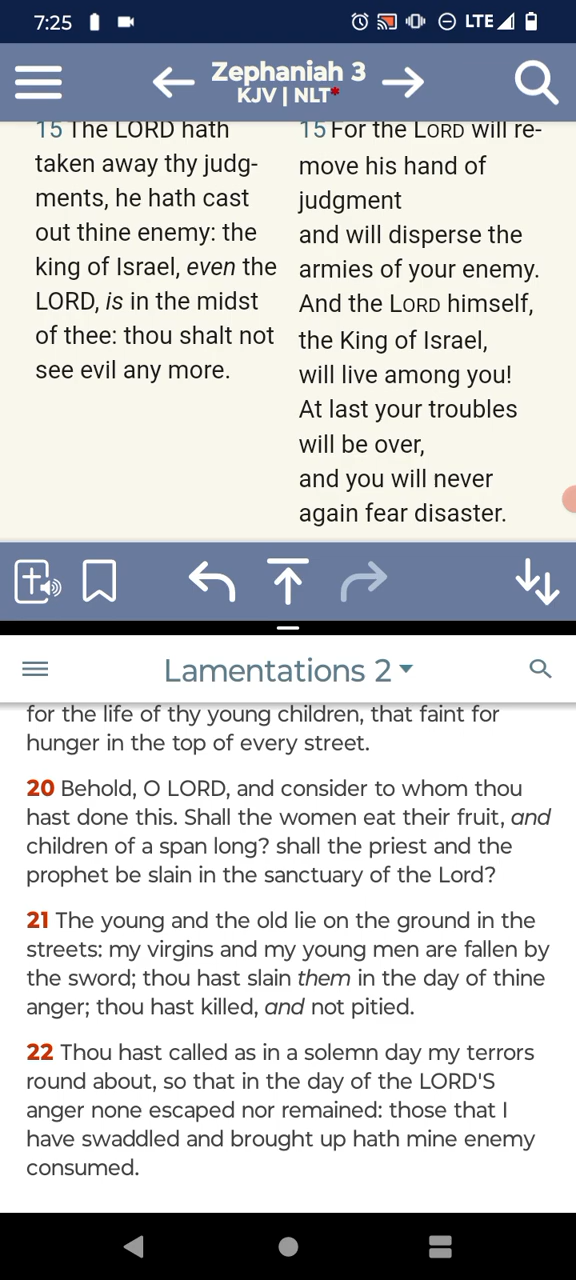 7:25
LTE
Zephaniah 3
KJV | NLT*
15 The LORD hath
taken away thy judg-
ments, he hath cast
out thine enemy: the
king of Israel, even the
LORD, is in the midst
of thee: thou shalt not
see evil any more.
15 For the LORD will re-
move his hand of
judgment
and will disperse the
armies of your enemy.
And the LORD himself,
the King of Israel,
will live among you!
At last your troubles
will be over,
and you will never
again fear disaster.
Lamentations 2
for the life of thy young children, that faint for
hunger in the top of every street.
20 Behold, O LORD, and consider to whom thou
hast done this. Shall the women eat their fruit, and
children of a span long? shall the priest and the
prophet be slain in the sanctuary of the Lord?
21 The young and the old lie on the ground in the
streets: my virgins and my young men are fallen by
the sword; thou hast slain them in the day of thine
anger; thou hast killed, and not pitied.
22 Thou hast called as in a solemn day my terrors
round about, so that in the day of the LORD'S
anger none escaped nor remained: those that I
have swaddled and brought up hath mine enemy
consumed.